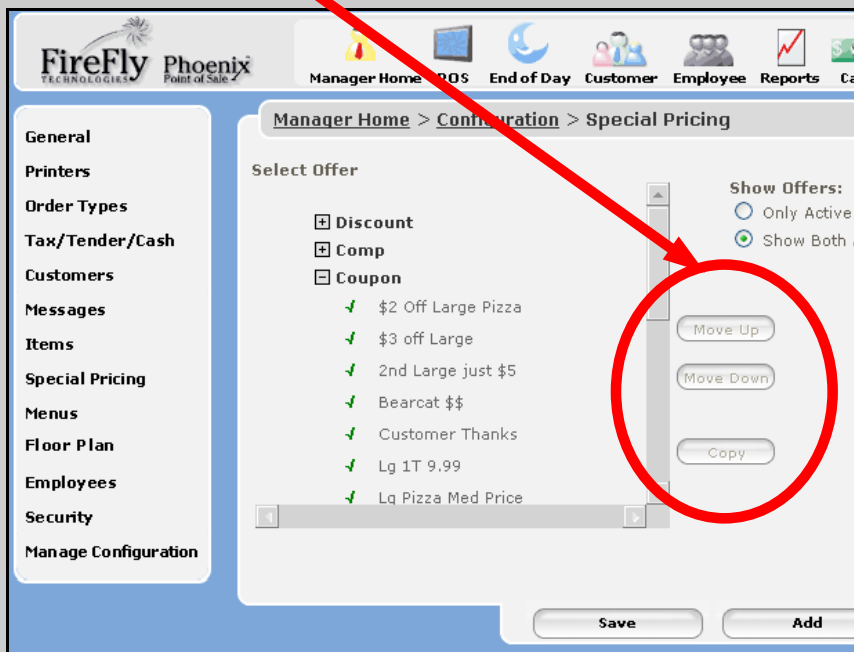 FireFly Phoenix
TECHNOLOGIES Point of Sale
Manager Home POS End of Day Customer Employee Reports Ca
Manager Home > Configuration > Special Pricing
General
Printers
Order Types
Tax/Tender/Cash
Customers
Messages
Items
Special Pricing
Menus
Floor Plan
Employees
Security
Manage Configuration
Select Offer
Discount
Comp
Coupon
$2 Off Large Pizza
$3 off Large
2nd Large just $5
Bearcat $$
Customer Thanks
Lg 1T 9.99
Lg Pizza Med Price
Show Offers:
Only Active
Show Both
Move Up
Move Down
Copy
Save
Add